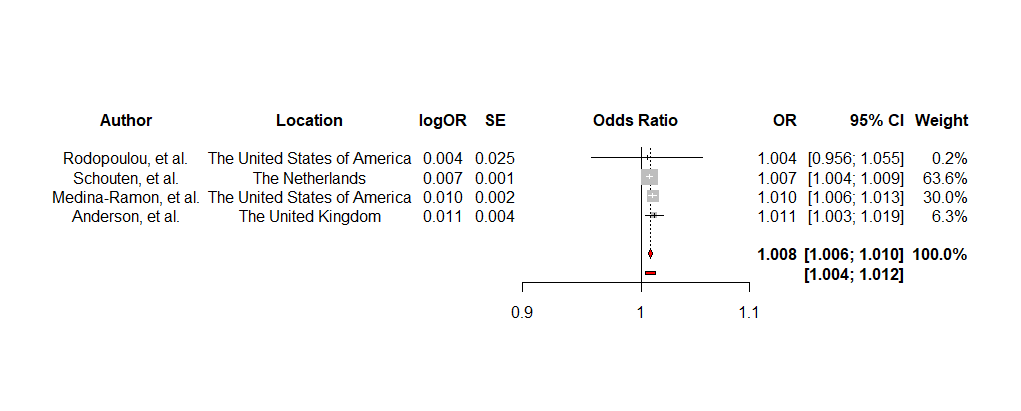 Author Location logOR SE Odds Ratio OR 95% CI Weight
Rodopoulou, et al. The United States of America 0.004 0.025 1.004 [0.956; 1.055] 0.2%
Schouten, et al. The Netherlands 0.007 0.001 1.007 [1.004; 1.009] 63.6%
Medina-Ramon, et al. The United States of America 0.010 0.002 1.010 [1.006; 1.013] 30.0%
Anderson, et al. The United Kingdom 0.011 0.004 1.011 [1.003; 1.019] 6.3%
1.008 [1.006; 1.010] 100.0%
[1.004; 1.012]
0.9 1 1.1